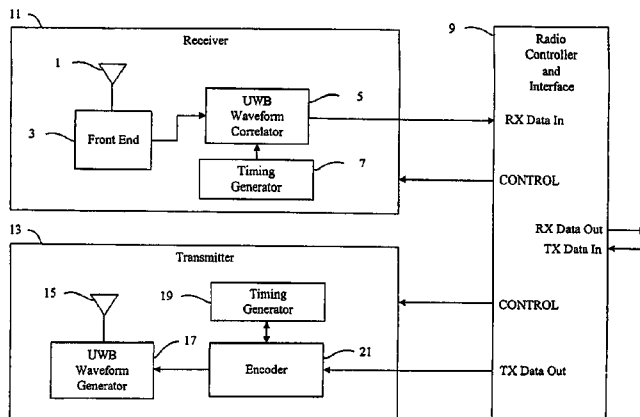 11
Receiver
1
3
Front End
UWB
Waveform
Correlator
5
Timing
Generator
7
9
Radio
Controller
and
Interface
RX Data In
CONTROL
RX Data Out
TX Data In
CONTROL
TX Data Out
13
Transmitter
15
19
Timing
Generator
17
UWB
Waveform
Generator
Encoder
21